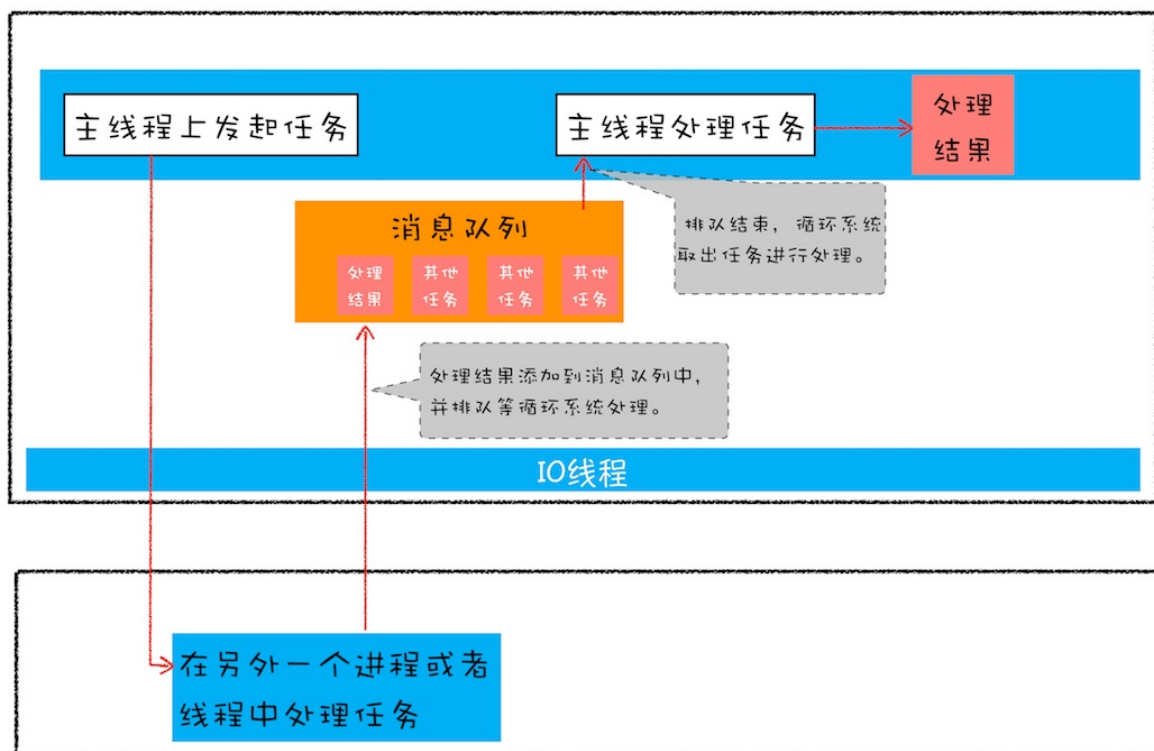 主线程上发起任务
主线程处理任务
处理
结果
消息队列
处理
结果
其他
任务
其他
任务
其他
任务
排队结束，循环系统
取出任务进行处理。
处理结果添加到消息队列中，
并排队等循环系统处理。
IO线程
在另外一个进程或者
线程中处理任务